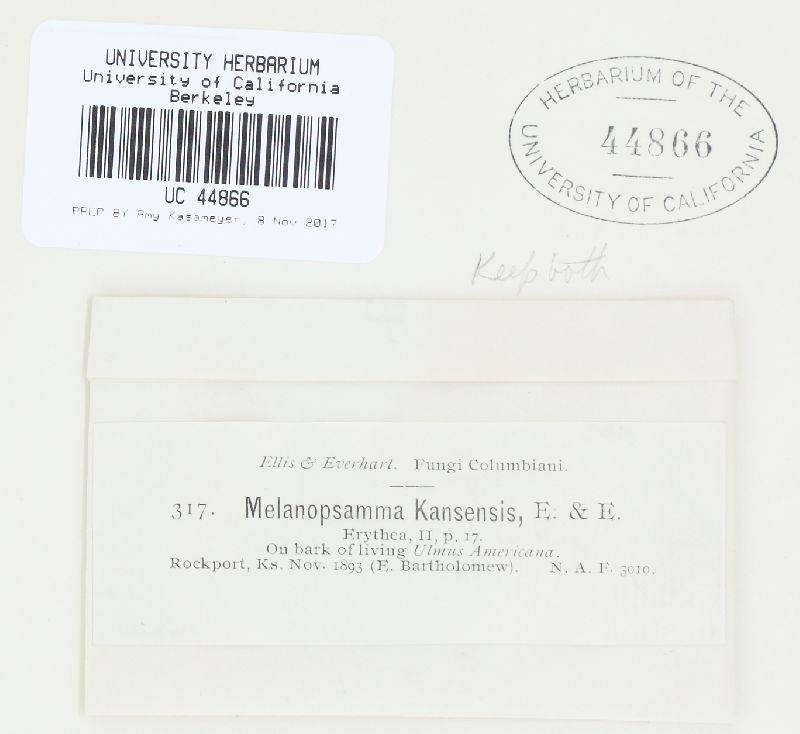 UNIVERSITY HERBARIUM
University of California
Berkeley
UC 44866
PREP BY Amy Kasameyer, 8 Nov 2017
HERBARIUM OF THE
44866
UNIVERSITY OF CALIFORNIA
Keep both
Ellis & Everhart. Fungi Columbiani.
317. Melanopsamma Kansensis, E. & E.
Erythea, II, p. 17.
On bark of living Ulmus Americana.
Rockport, Ks. Nov. 1893 (E. Bartholomew). N. A. F. 3010.